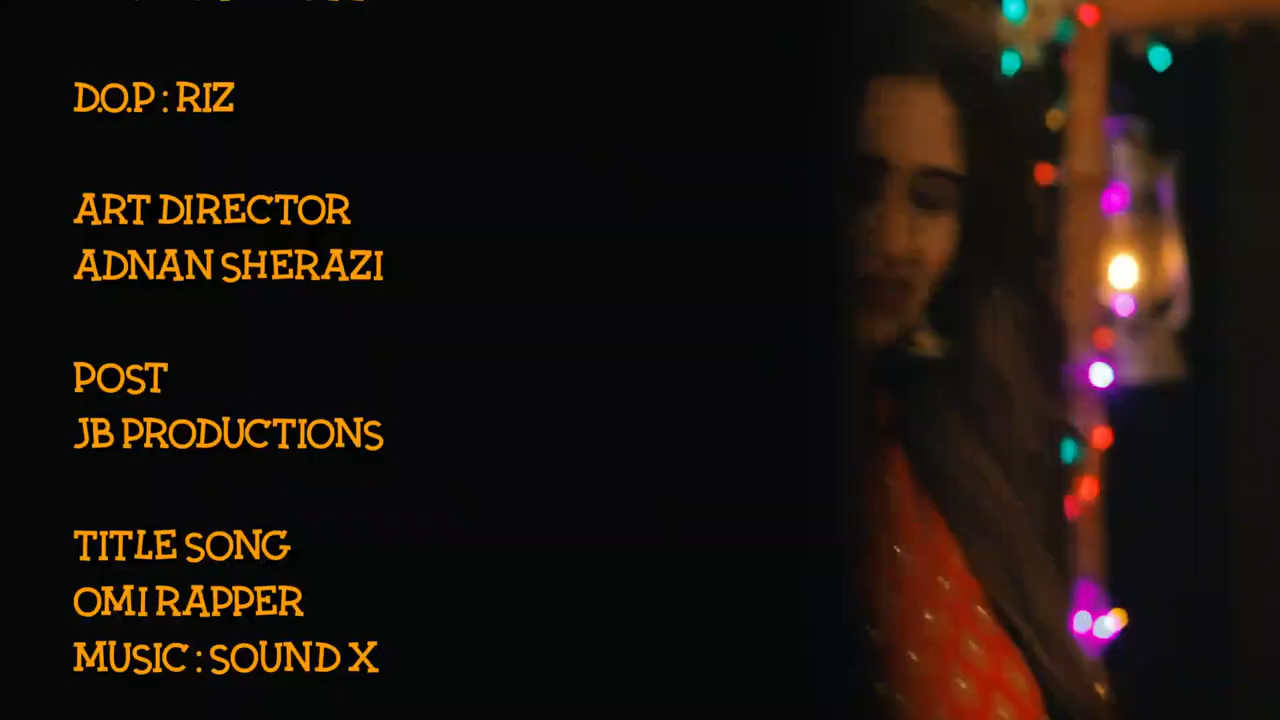 D.O.P : RIZ
ART DIRECTOR
ADNAN SHERAZI
POST
JB PRODUCTIONS
TITLE SONG
OMI RAPPER
MUSIC : SOUND X